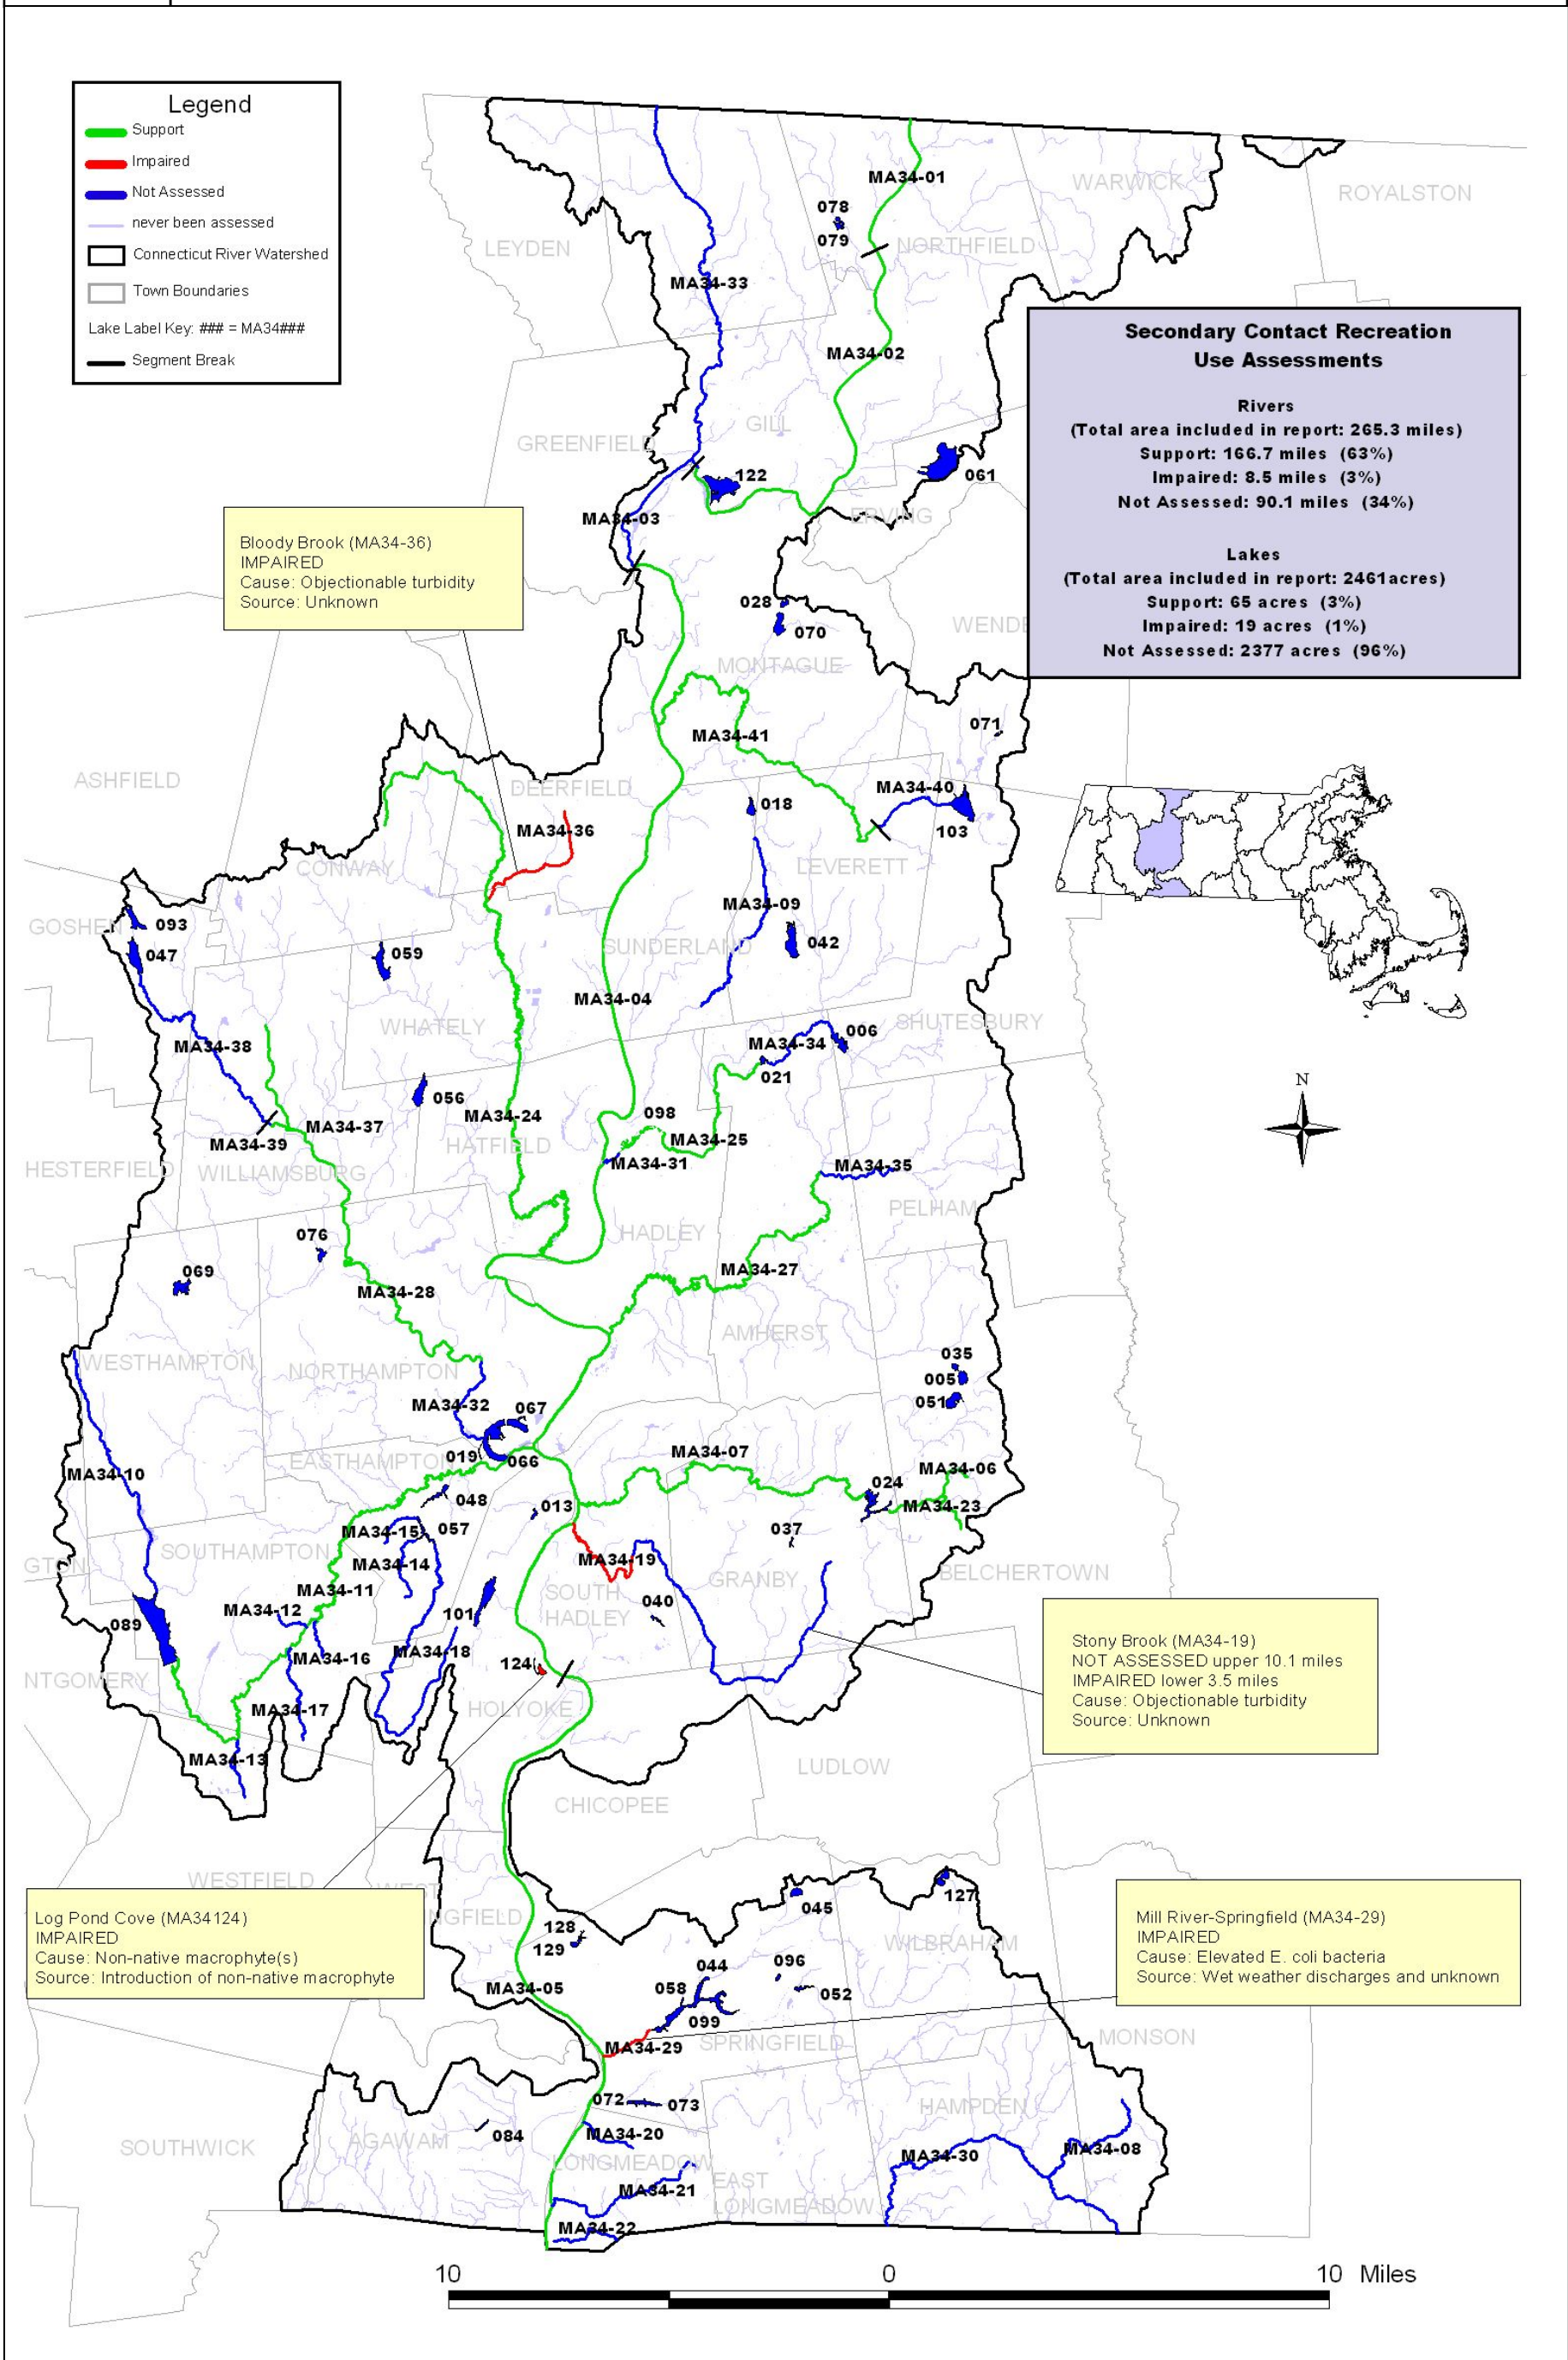 Legend
Support
Impaired
Not Assessed
never been assessed
Connecticut River Watershed
Town Boundaries
Lake Label Key: ### = MA34###
Segment Break
MA34-01
WARWICK
ROYALSTON
078
079
LEYDEN
NORTHFIELD
MA34-33
MA34-02
Secondary Contact Recreation
Use Assessments
Rivers
(Total area included in report: 265.3 miles)
Support: 166.7 miles (63%)
Impaired: 8.5 miles (3%)
Not Assessed: 90.1 miles (34%)
Lakes
(Total area included in report: 2461acres)
Support: 65 acres (3%)
Impaired: 19 acres (1%)
Not Assessed: 2377 acres (96%)
GILL
GREENFIELD
122
061
MA34-03
ERVING
Bloody Brook (MA34-36)
IMPAIRED
Cause: Objectionable turbidity
Source: Unknown
028
070
WENDE
MONTAGUE
071
MA34-41
ASHFIELD
DEERFIELD
MA34-40
018
103
MA34-36
CONWAY
LEVERETT
MA34-09
GOSHEN
093
047
059
SUNDERLAND
042
MA34-04
WHATELY
SHUTESBURY
006
MA34-38
MA34-34
021
056
MA34-24
098
MA34-37
MA34-25
MA34-39
HATFIELD
MA34-31
MA34-35
HESTERFIELD
WILLIAMSBURG
PELHAM
076
HADLEY
069
MA34-27
MA34-28
N
AMHERST
WESTHAMPTON
NORTHAMPTON
035
005
051
MA34-32
067
MA34-07
019
066
EASTHAMPTON
MA34-10
MA34-06
024
MA34-23
048
013
MA34-15
057
037
SOUTHAMPTON
MA34-14
MA34-19
GTON
GRANBY
BELCHERTOWN
MA34-11
SOUTH
HADLEY
040
MA34-12
101
089
MA34-16
MA34-18
124
NTGOMERY
MA34-17
HOLYOKE
MA34-13
Stony Brook (MA34-19)
NOT ASSESSED upper 10.1 miles
IMPAIRED lower 3.5 miles
Cause: Objectionable turbidity
Source: Unknown
LUDLOW
CHICOPEE
WESTFIELD
WEST
NGFIELD
Log Pond Cove (MA34124)
IMPAIRED
Cause: Non-native macrophyte(s)
Source: Introduction of non-native macrophyte
127
045
128
129
WILBRAHAM
Mill River-Springfield (MA34-29)
IMPAIRED
Cause: Elevated E. coli bacteria
Source: Wet weather discharges and unknown
044
096
058
052
MA34-05
099
MA34-29
SPRINGFIELD
MONSON
072
073
HAMPDEN
084
MA34-20
AGAWAM
SOUTHWICK
LONGMEADOW
MA34-30
MA34-08
MA34-21
EAST
LONGMEADOW
MA34-22
10
0
10 Miles